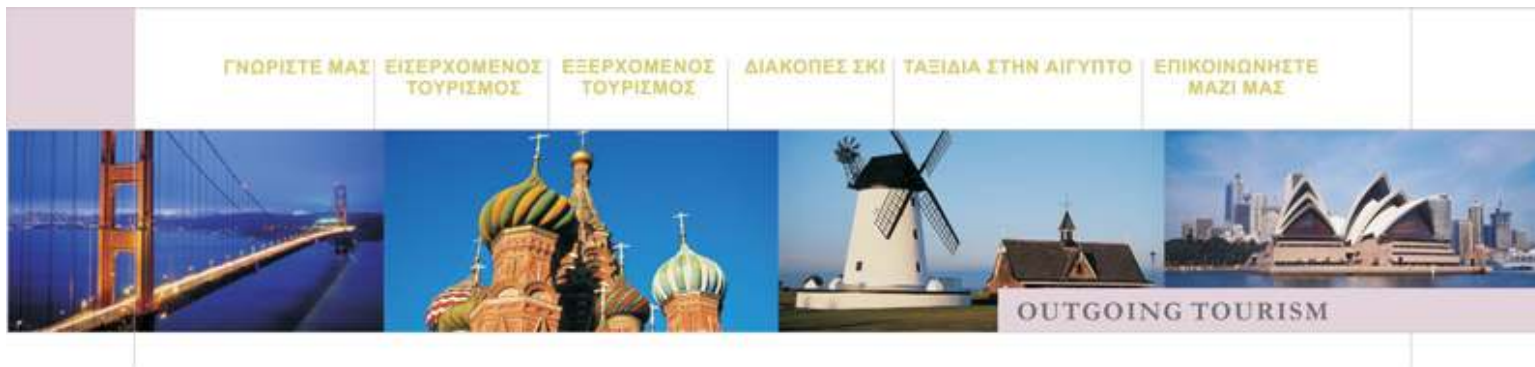 ΓΝΩΡΙΣΤΕ ΜΑΣ
ΕΙΣΕΡΧΟΜΕΝΟΣ
ΤΟΥΡΙΣΜΟΣ
ΕΞΕΡΧΟΜΕΝΟΣ
ΤΟΥΡΙΣΜΟΣ
ΔΙΑΚΟΠΕΣ ΣΚΙ
ΤΑΞΙΔΙΑ ΣΤΗΝ ΑΙΓΥΠΤΟ
ΕΠΙΚΟΙΝΩΝΗΣΤΕ
ΜΑΖΙ ΜΑΣ
OUTGOING TOURISM